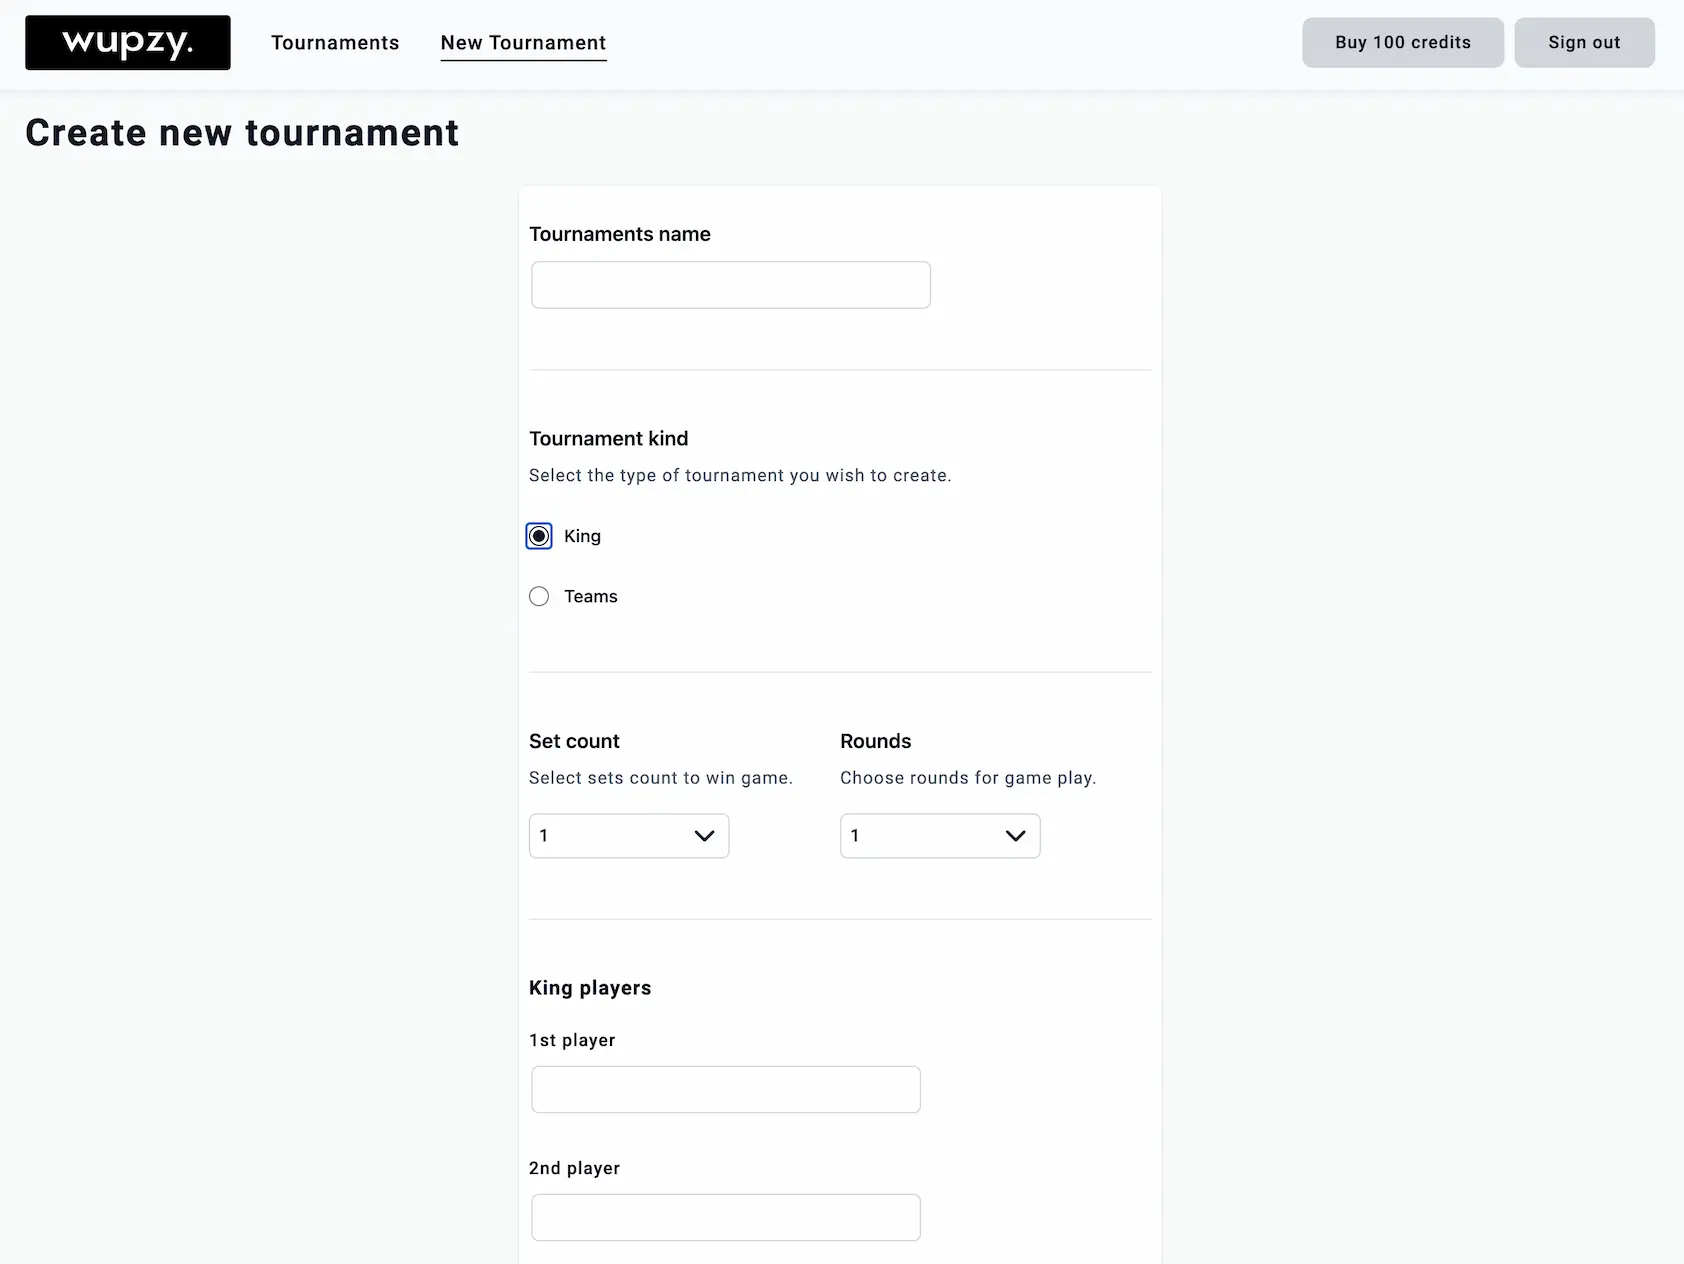 wupzy.
Tournaments
New Tournament
Buy 100 credits
Sign out
Create new tournament
Tournaments name
Tournament kind
Select the type of tournament you wish to create.
King
Teams
Set count
Select sets count to win game.
1
Rounds
Choose rounds for game play.
1
King players
1st player
2nd player